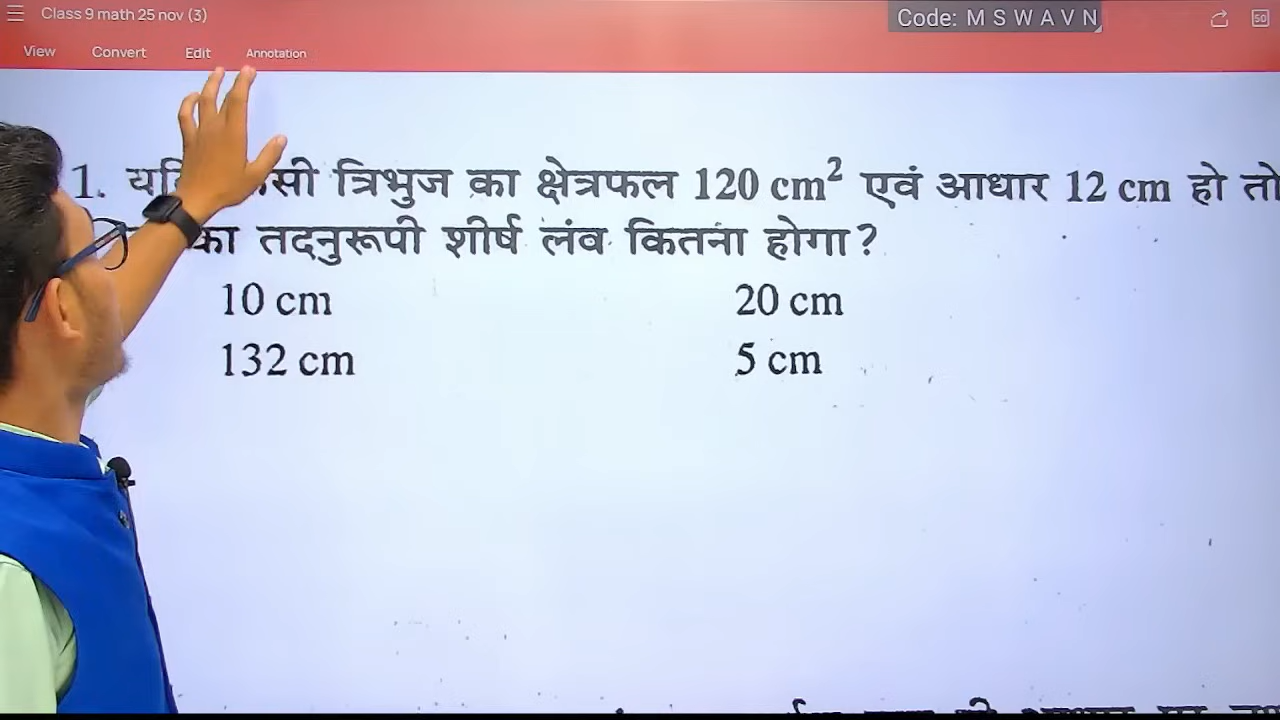 Class 9 math 25 nov (3)
Code: M S W A V N
50
View Convert Edit Annotation
1. त्रिभुज का क्षेत्रफल 120 cm² एवं आधार 12 cm हो तो
तदनुरूपी शीर्ष लंव कितना होगा?
10 cm 20 cm
132 cm 5 cm